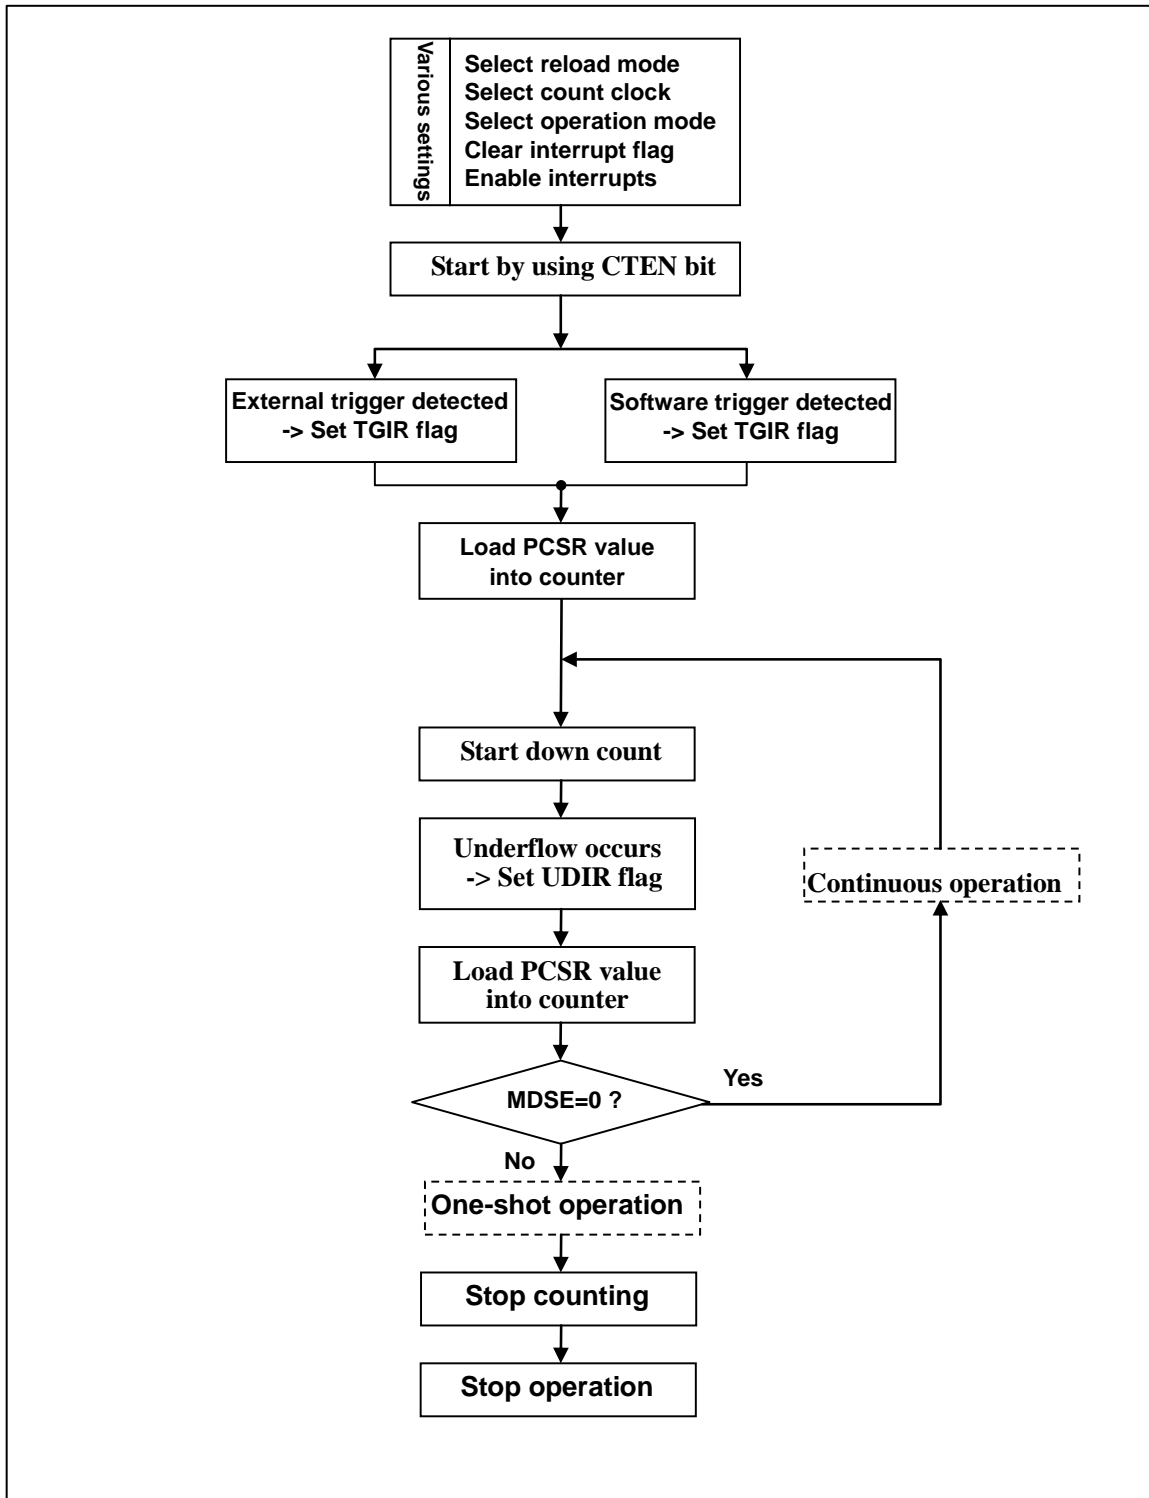 Various settings
Select reload mode
Select count clock
Select operation mode
Clear interrupt flag
Enable interrupts
Start by using CTEN bit
External trigger detected
-> Set TGIR flag
Software trigger detected
-> Set TGIR flag
Load PCSR value
into counter
Start down count
Underflow occurs
-> Set UDIR flag
Continuous operation
Load PCSR value
into counter
MDSE=0 ?
Yes
No
One-shot operation
Stop counting
Stop operation